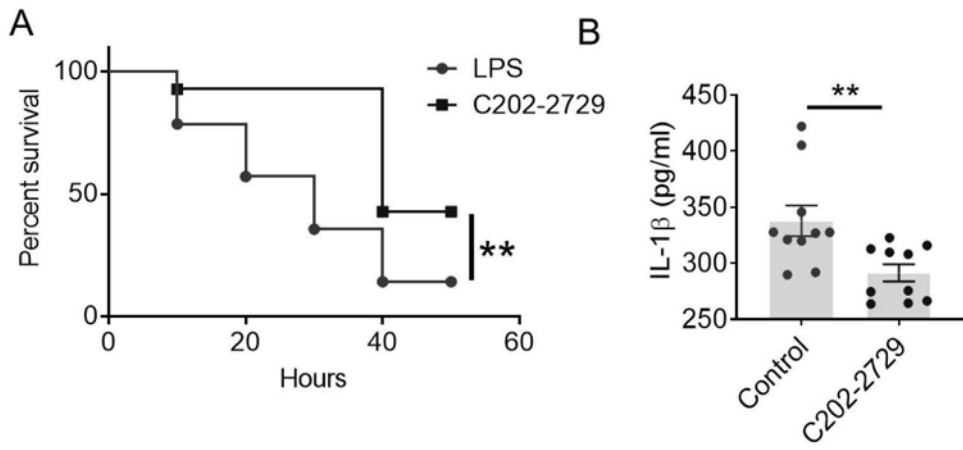 A
Percent survival
100
50
0
0
20
40
60
Hours
LPS
C202-2729
**
B
IL-1β (pg/ml)
450
400
350
300
250
**
Control
C202-2729